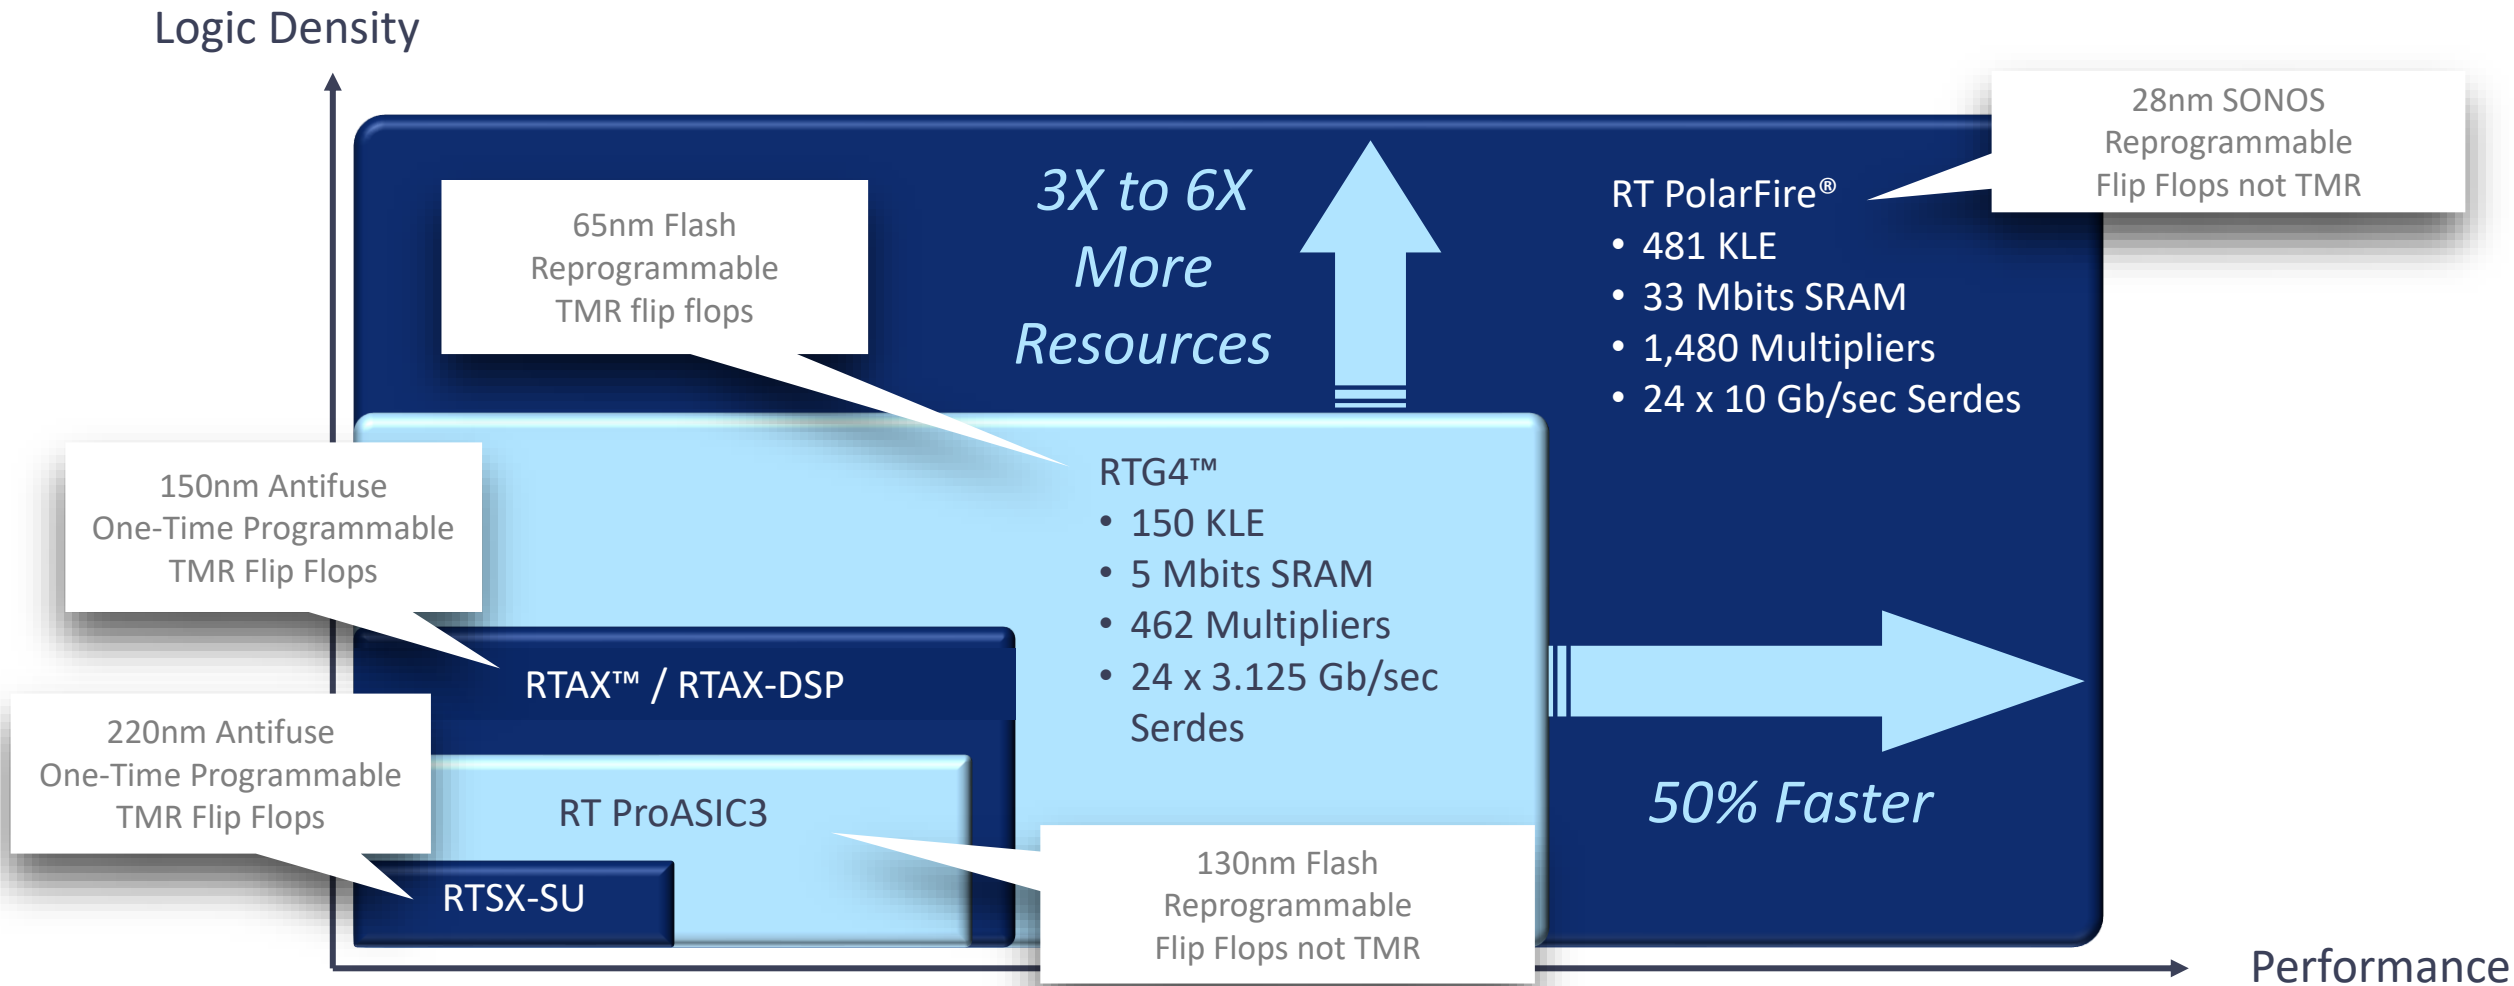 Logic Density
28nm SONOS
Reprogrammable
Flip Flops not TMR
3X to 6X
More
Resources
RT PolarFire®
• 481 KLE
• 33 Mbits SRAM
• 1,480 Multipliers
• 24 x 10 Gb/sec Serdes
65nm Flash
Reprogrammable
TMR flip flops
RTG4™
• 150 KLE
• 5 Mbits SRAM
• 462 Multipliers
• 24 x 3.125 Gb/sec
Serdes
150nm Antifuse
One-Time Programmable
TMR Flip Flops
RTAX™ / RTAX-DSP
220nm Antifuse
One-Time Programmable
TMR Flip Flops
RT ProASIC3
50% Faster
RTSX-SU
130nm Flash
Reprogrammable
Flip Flops not TMR
Performance